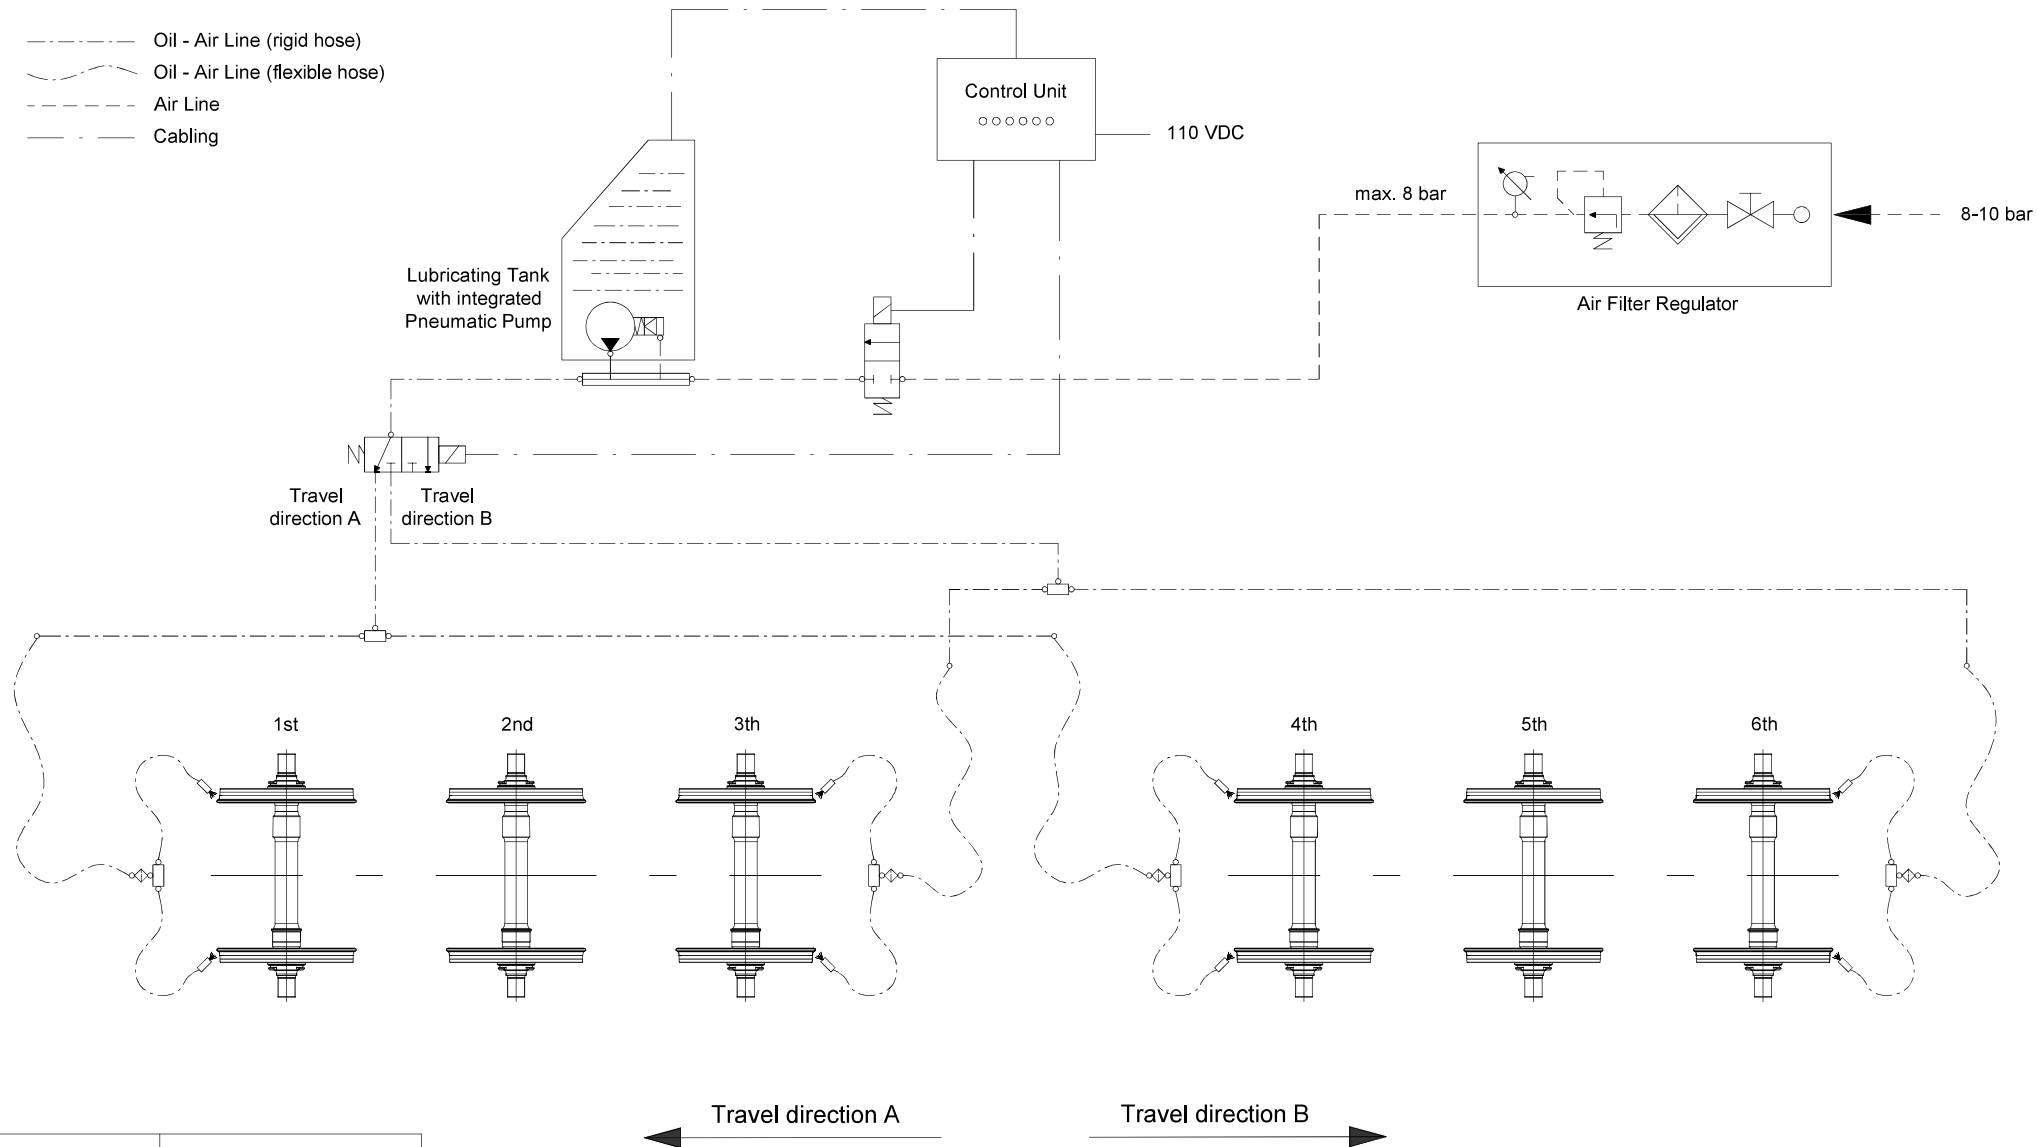 Oil - Air Line (rigid hose)
Oil - Air Line (flexible hose)
Air Line
Cabling
Control Unit
110 VDC
max. 8 bar
8-10 bar
Air Filter Regulator
Lubricating Tank
with integrated
Pneumatic Pump
Travel
direction A
Travel
direction B
1st
2nd
3th
4th
5th
6th
Travel direction A
Travel direction B